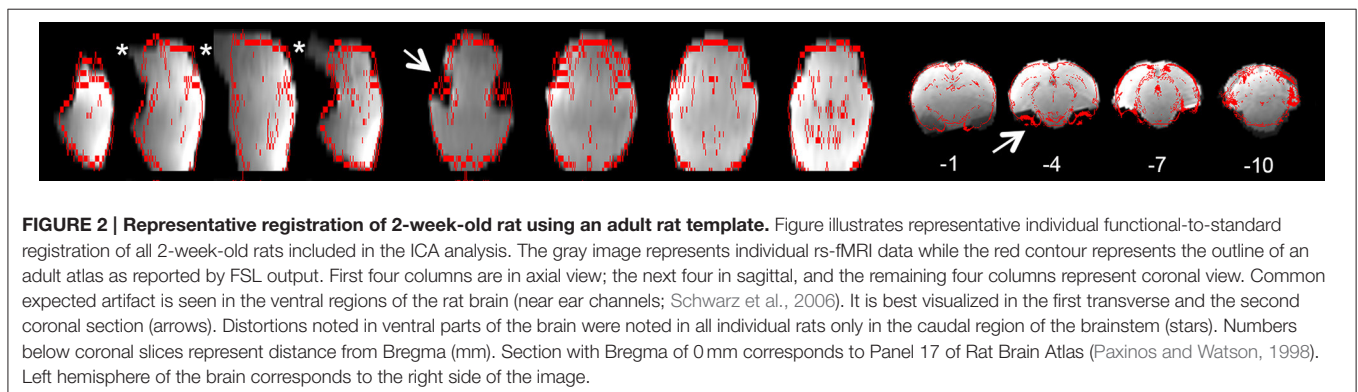 * * *
-1 -4 -7 -10
FIGURE 2 | Representative registration of 2-week-old rat using an adult rat template. Figure illustrates representative individual functional-to-standard
registration of all 2-week-old rats included in the ICA analysis. The gray image represents individual rs-fMRI data while the red contour represents the outline of an
adult atlas as reported by FSL output. First four columns are in axial view; the next four in sagittal, and the remaining four columns represent coronal view. Common
expected artifact is seen in the ventral regions of the rat brain (near ear channels; Schwarz et al., 2006). It is best visualized in the first transverse and the second
coronal section (arrows). Distortions noted in ventral parts of the brain were noted in all individual rats only in the caudal region of the brainstem (stars). Numbers
below coronal slices represent distance from Bregma (mm). Section with Bregma of 0 mm corresponds to Panel 17 of Rat Brain Atlas (Paxinos and Watson, 1998).
Left hemisphere of the brain corresponds to the right side of the image.